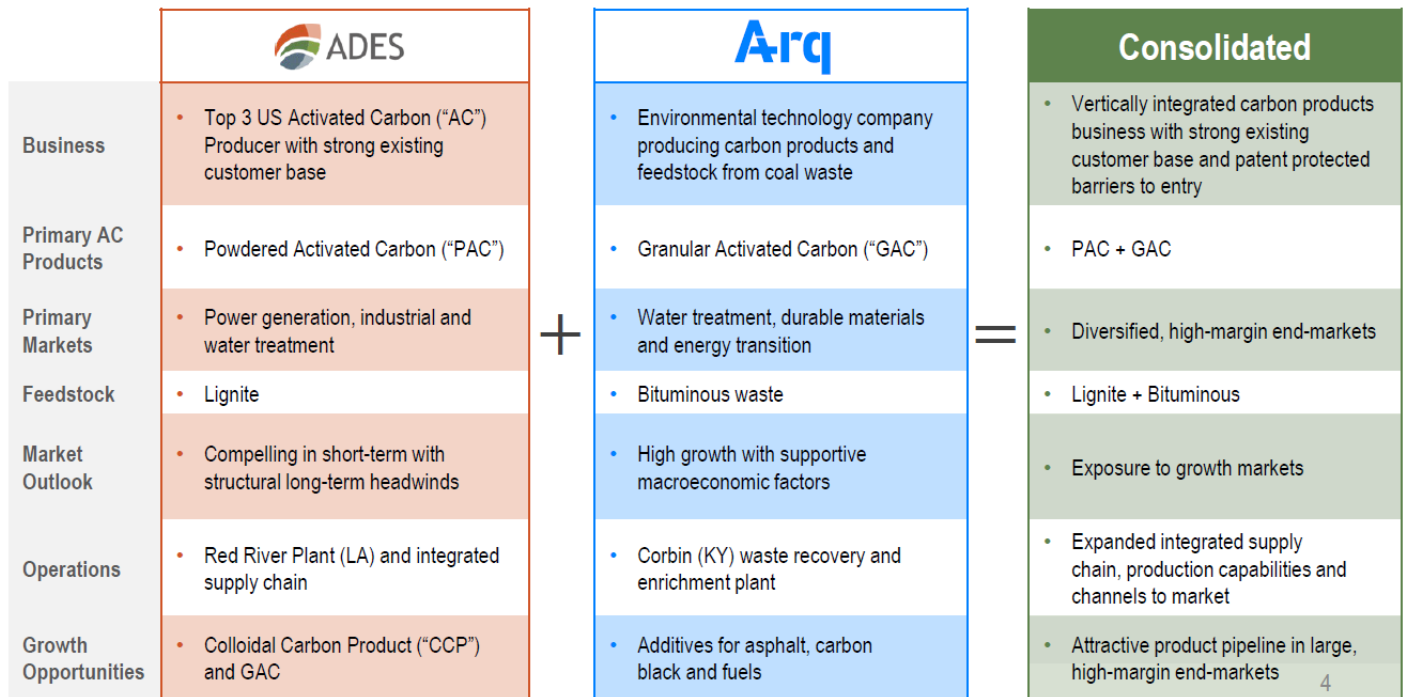 ADES
Arq
Consolidated
Business
• Top 3 US Activated Carbon (“AC”)
Producer with strong existing
customer base
• Environmental technology company
producing carbon products and
feedstock from coal waste
• Vertically integrated carbon products
business with strong existing
customer base and patent protected
barriers to entry
Primary AC
Products
• Powdered Activated Carbon (“PAC”)
• Granular Activated Carbon (“GAC”)
• PAC + GAC
Primary
Markets
• Power generation, industrial and
water treatment
+
• Water treatment, durable materials
and energy transition
=
• Diversified, high-margin end-markets
Feedstock
• Lignite
• Bituminous waste
• Lignite + Bituminous
Market
Outlook
• Compelling in short-term with
structural long-term headwinds
• High growth with supportive
macroeconomic factors
• Exposure to growth markets
Operations
• Red River Plant (LA) and integrated
supply chain
• Corbin (KY) waste recovery and
enrichment plant
• Expanded integrated supply
chain, production capabilities and
channels to market
Growth
Opportunities
• Colloidal Carbon Product (“CCP”)
and GAC
• Additives for asphalt, carbon
black and fuels
• Attractive product pipeline in large,
high-margin end-markets
4